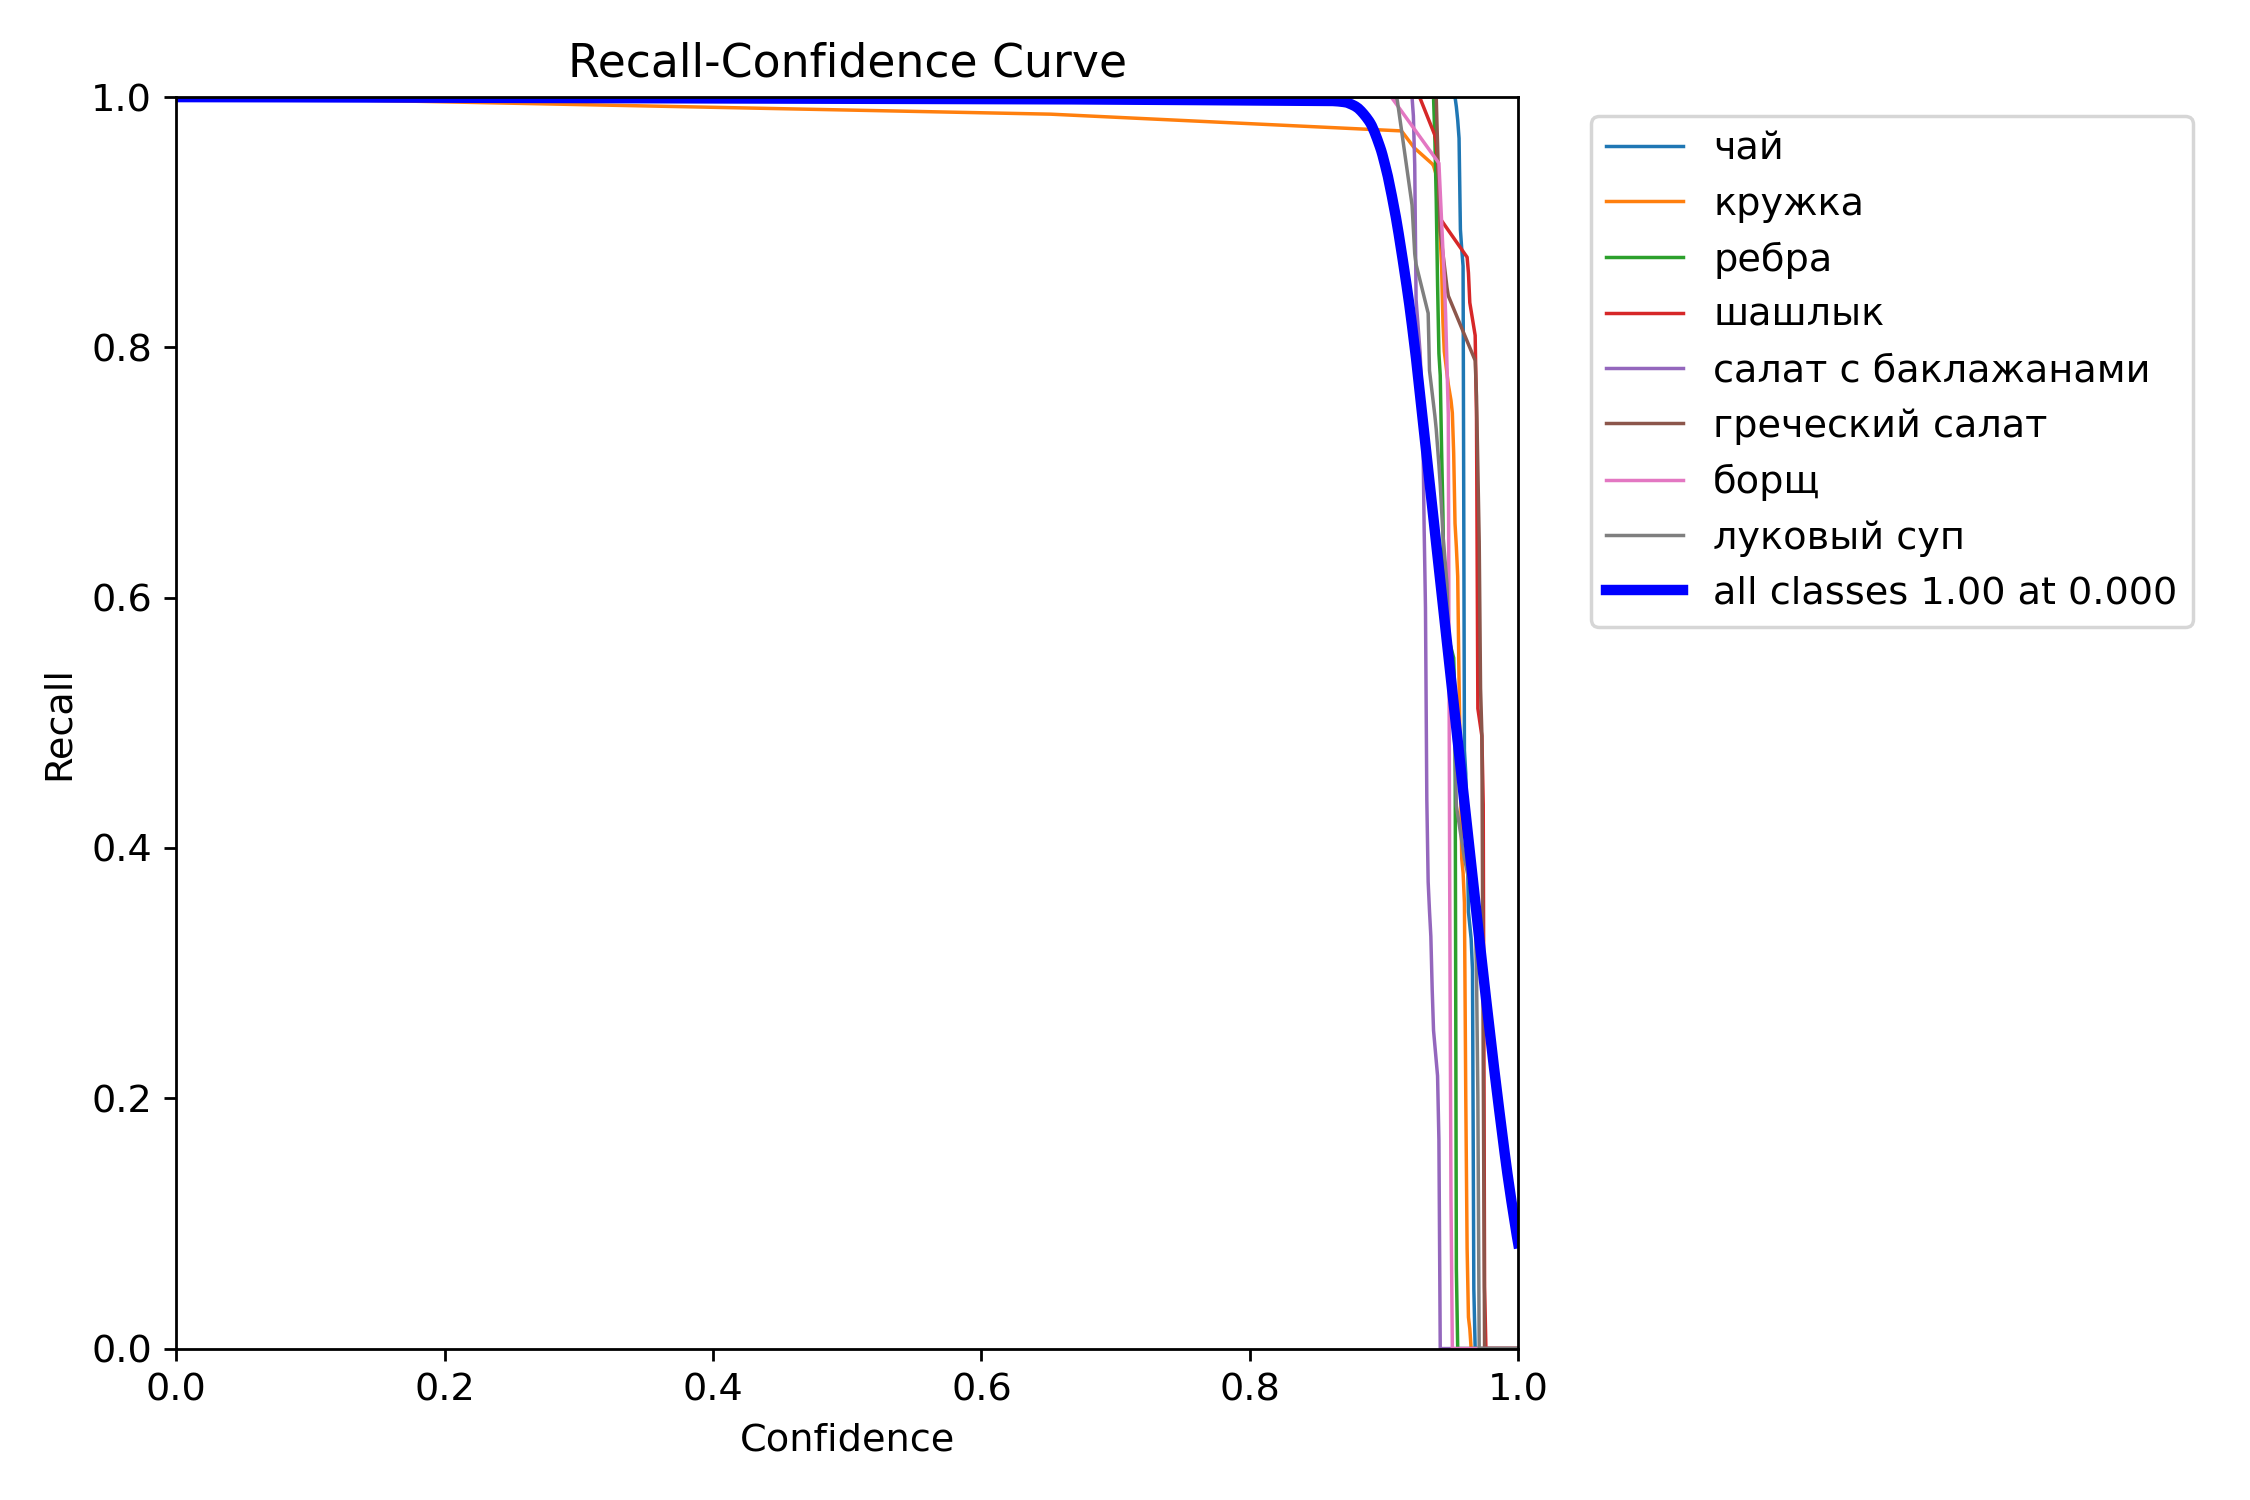 Recall-Confidence Curve
1.0
0.8
0.6
0.4
0.2
0.0
Recall
0.0 0.2 0.4 0.6 0.8 1.0
Confidence
чай
кружка
ребра
шашлык
салат с баклажанами
греческий салат
борщ
луковый суп
all classes 1.00 at 0.000